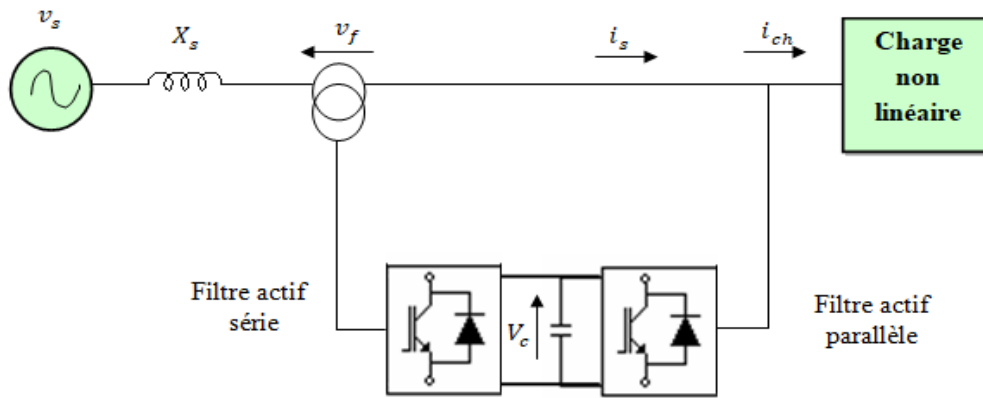 v_s
X_s
v_f
i_s
i_ch
Charge
non
linéaire
Filtre actif
série
V_c
Filtre actif
parallèle